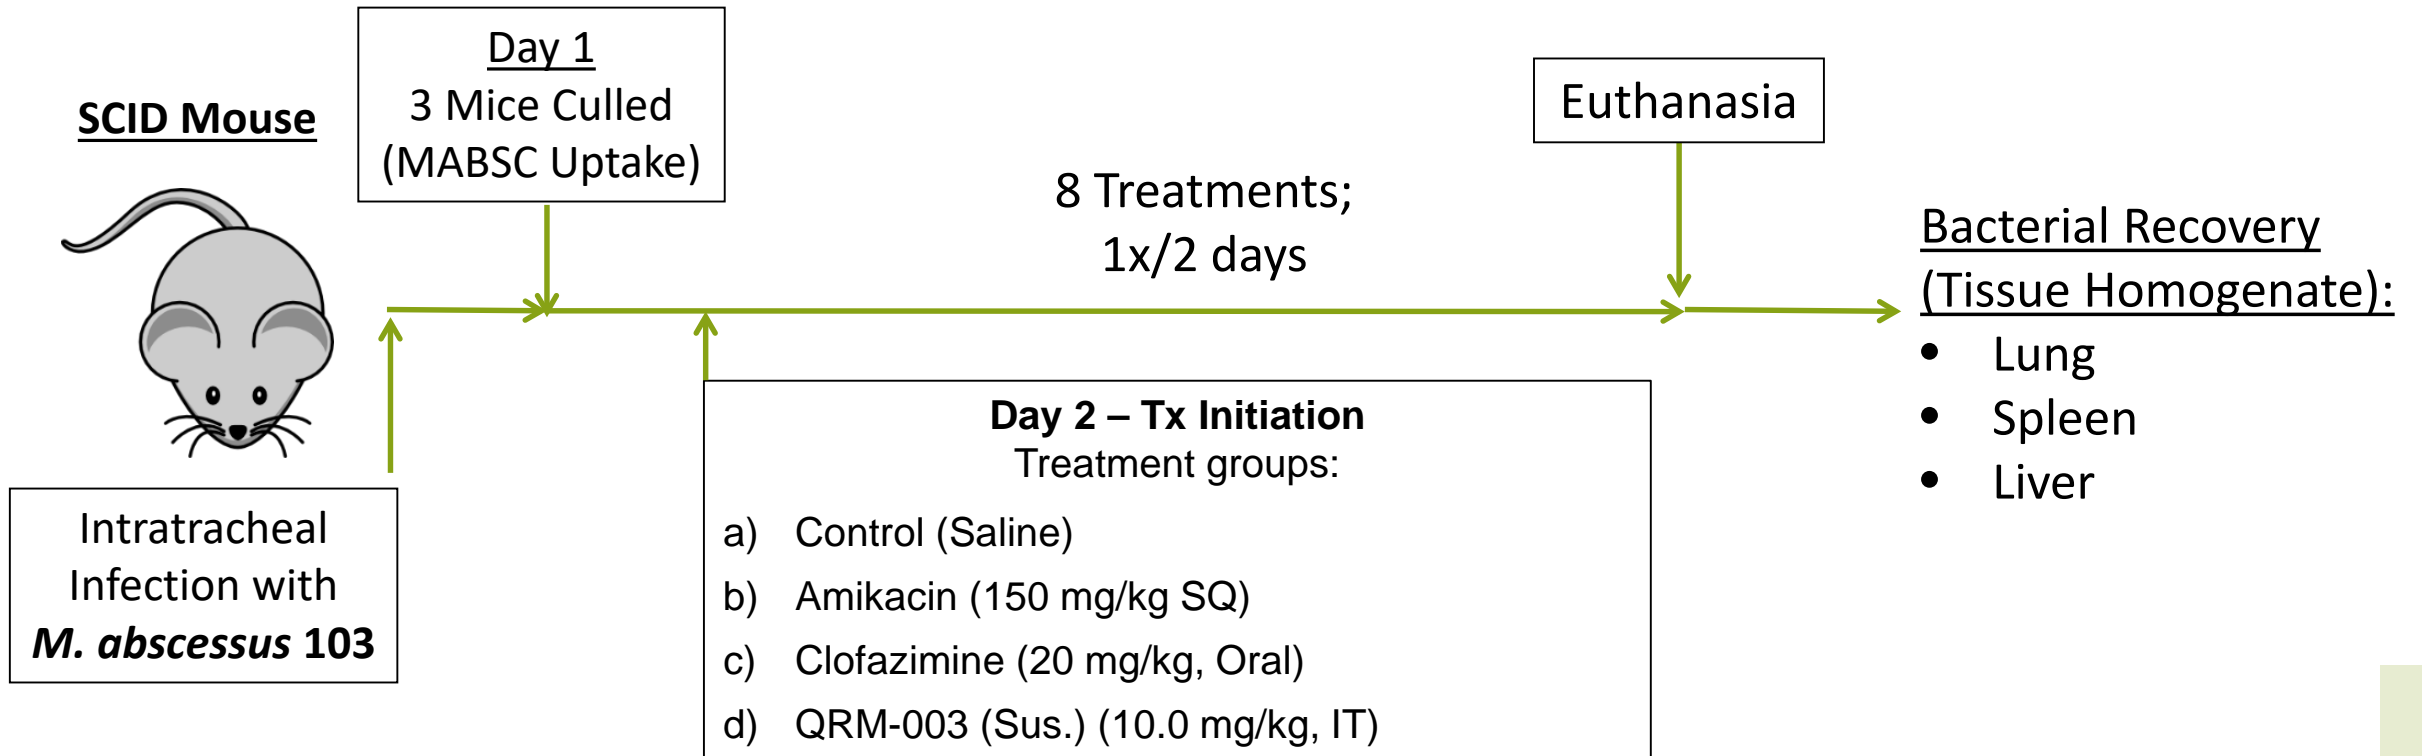 SCID Mouse
Day 1
3 Mice Culled
(MABSC Uptake)
Intratracheal
Infection with
M. abscessus 103
8 Treatments;
1x/2 days
Day 2 – Tx Initiation
Treatment groups:
a) Control (Saline)
b) Amikacin (150 mg/kg SQ)
c) Clofazimine (20 mg/kg, Oral)
d) QRM-003 (Sus.) (10.0 mg/kg, IT)
Euthanasia
Bacterial Recovery
(Tissue Homogenate):
• Lung
• Spleen
• Liver